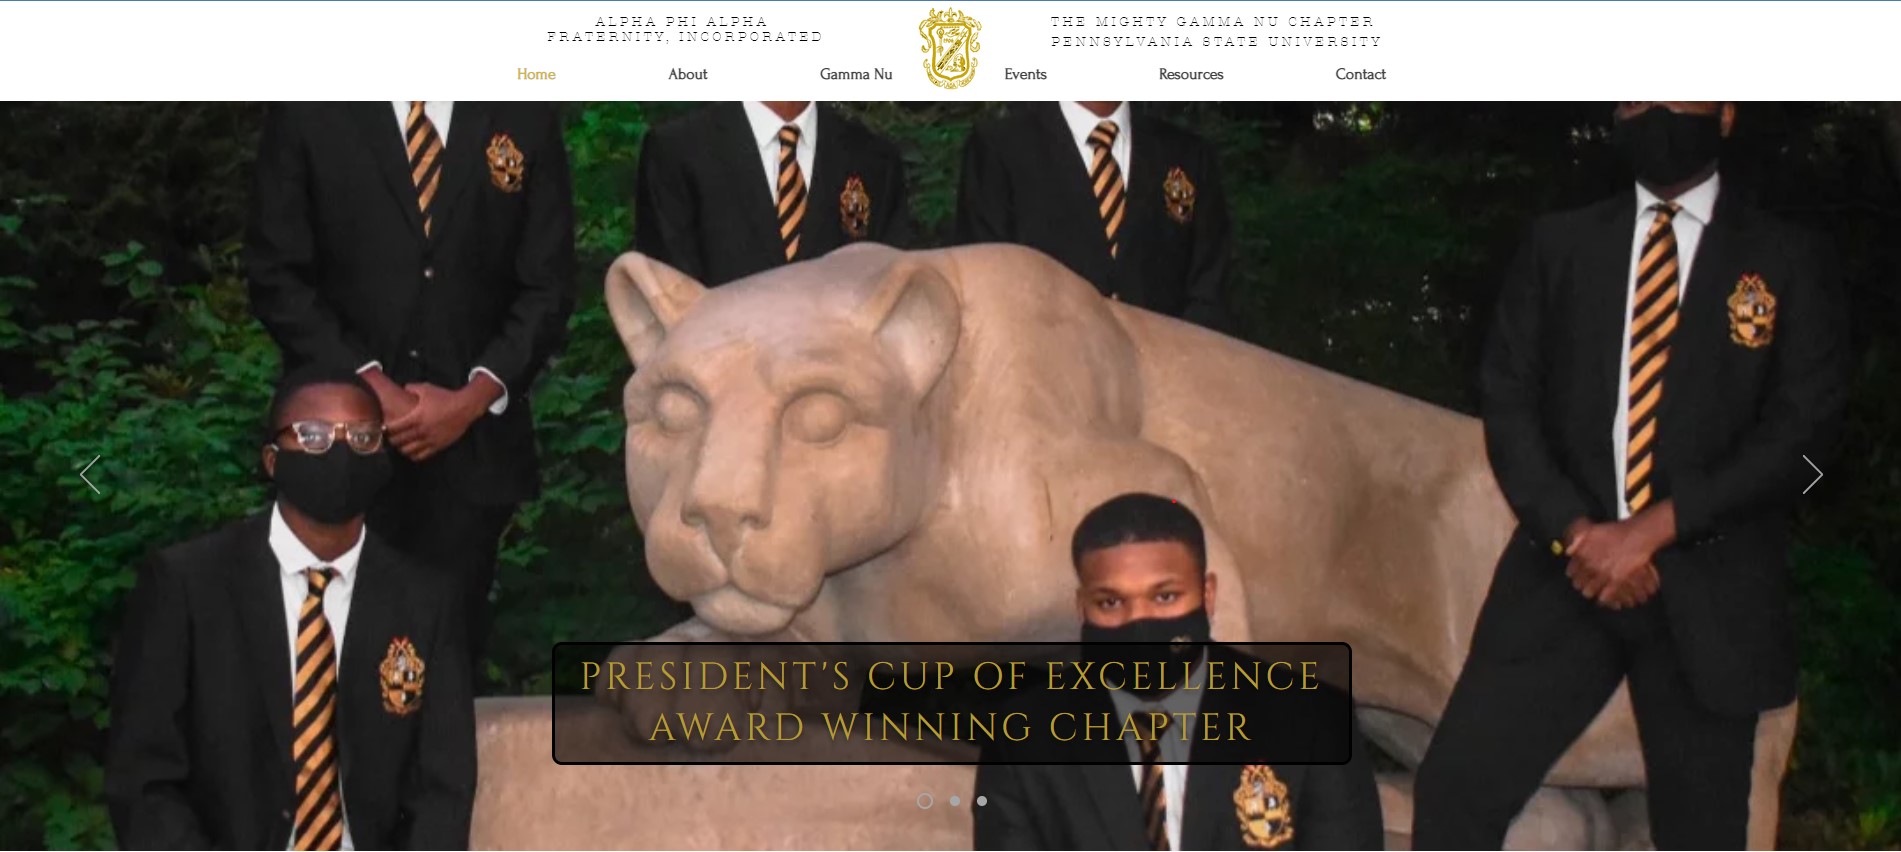 ALPHA PHI ALPHA
FRATERNITY, INCORPORATED
THE MIGHTY GAMMA NU CHAPTER
PENNSYLVANIA STATE UNIVERSITY
Home
About
Gamma Nu
Events
Resources
Contact
PRESIDENT'S CUP OF EXCELLENCE
AWARD WINNING CHAPTER